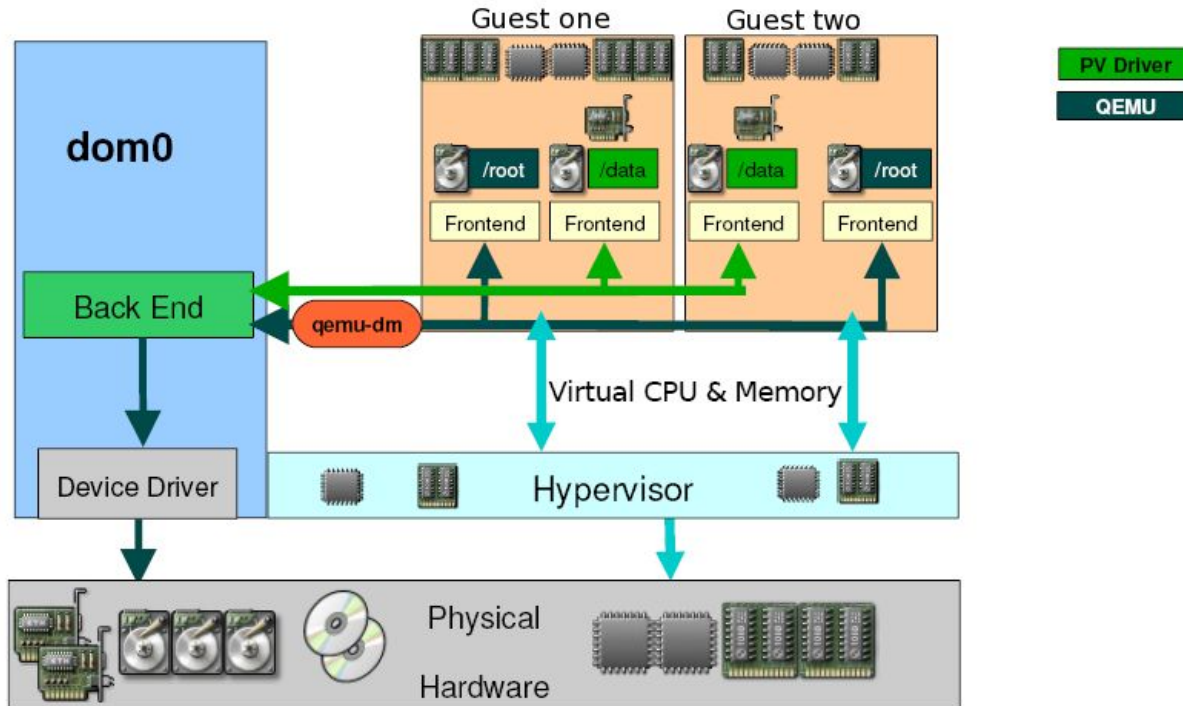 Guest one
Guest two
PV Driver
QEMU
dom0
/root
/data
/data
/root
Frontend
Frontend
Frontend
Frontend
Back End
qemu-dm
Virtual CPU & Memory
Device Driver
Hypervisor
Physical
Hardware